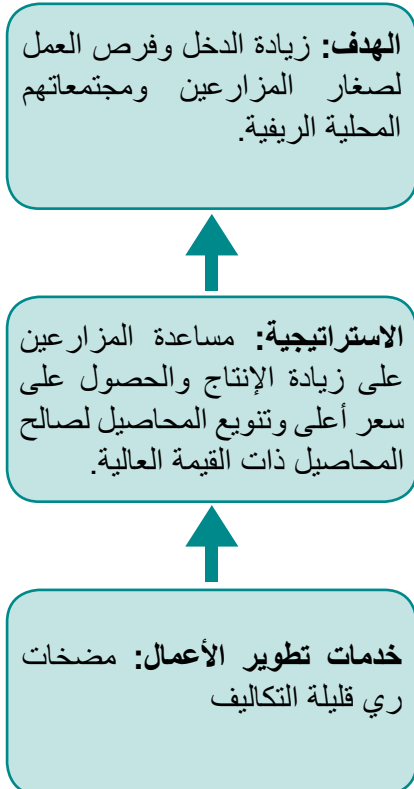 الهدف: زيادة الدخل وفرص العمل
لصغار المزارعين ومجتمعاتهم
المحلية الريفية.
الاستراتيجية: مساعدة المزارعين
على زيادة الإنتاج والحصول على
سعر أعلى وتنويع المحاصيل لصالح
المحاصيل ذات القيمة العالية.
خدمات تطوير الأعمال: مضخات
ري قليلة التكاليف